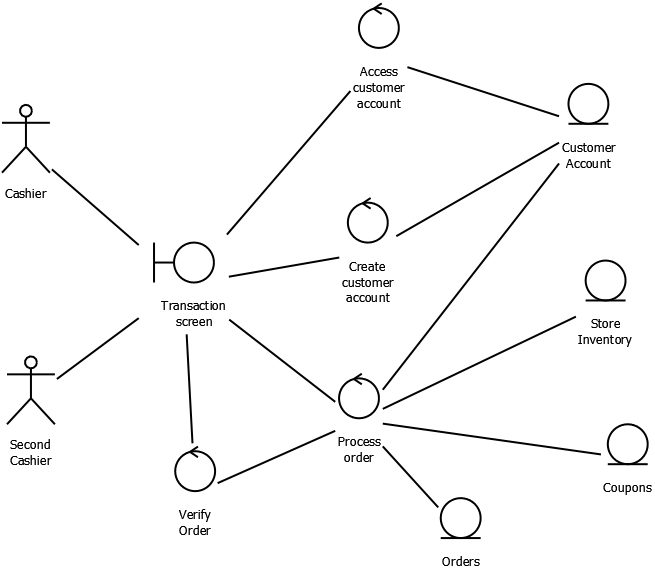 Access
customer
account
Customer
Account
Cashier
Create
customer
account
Transaction
screen
Store
Inventory
Second
Cashier
Process
order
Verify
Order
Coupons
Orders